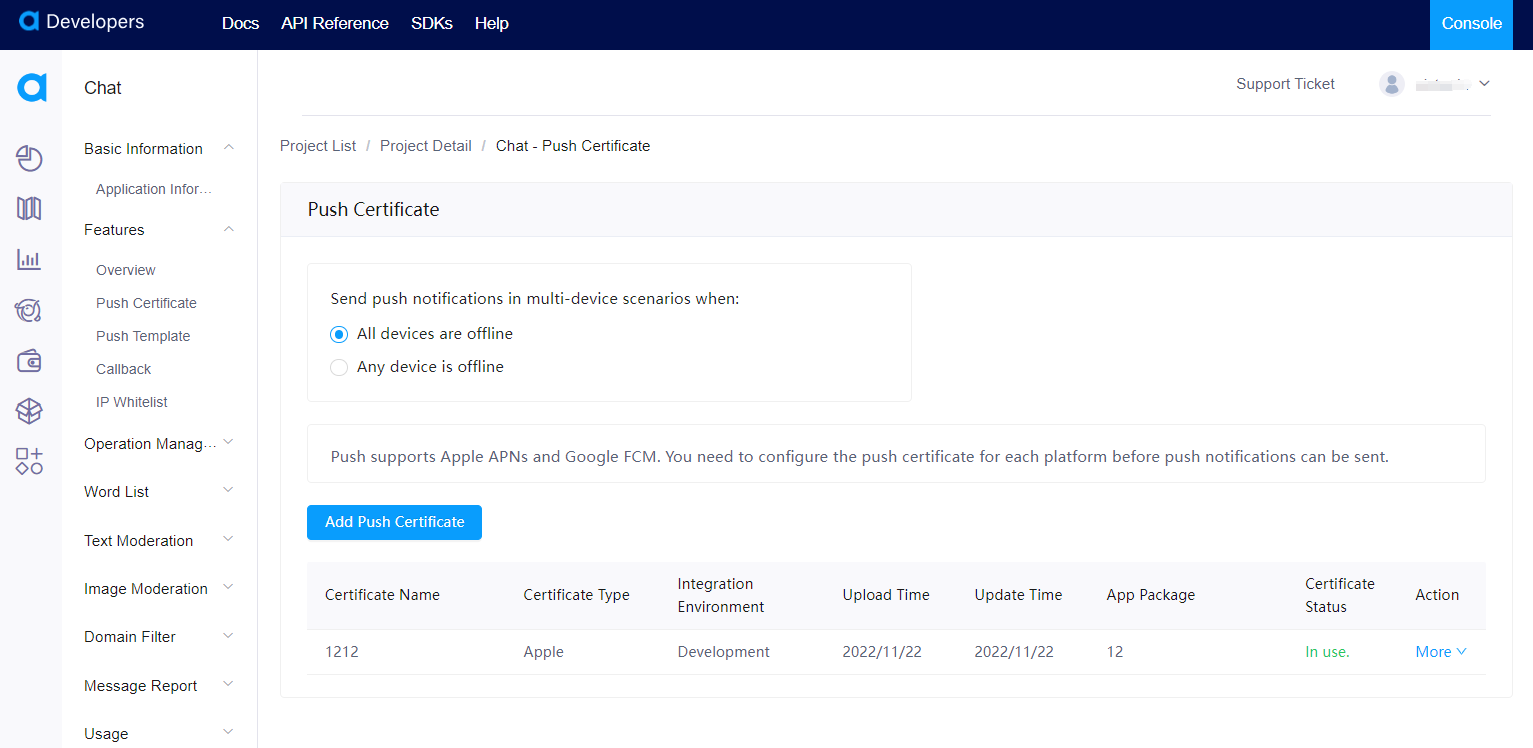 Developers
Docs API Reference SDKs Help
Console
Chat
Support Ticket
Basic Information
Application Infor...
Features
Overview
Push Certificate
Push Template
Callback
IP Whitelist
Operation Manag...
Word List
Text Moderation
Image Moderation
Domain Filter
Message Report
Usage
Project List / Project Detail / Chat - Push Certificate
Push Certificate
Send push notifications in multi-device scenarios when:
All devices are offline
Any device is offline
Push supports Apple APNs and Google FCM. You need to configure the push certificate for each platform before push notifications can be sent.
Add Push Certificate
Certificate Name Certificate Type Integration Environment Upload Time Update Time App Package Certificate Status Action
1212 Apple Development 2022/11/22 2022/11/22 12 In use. More